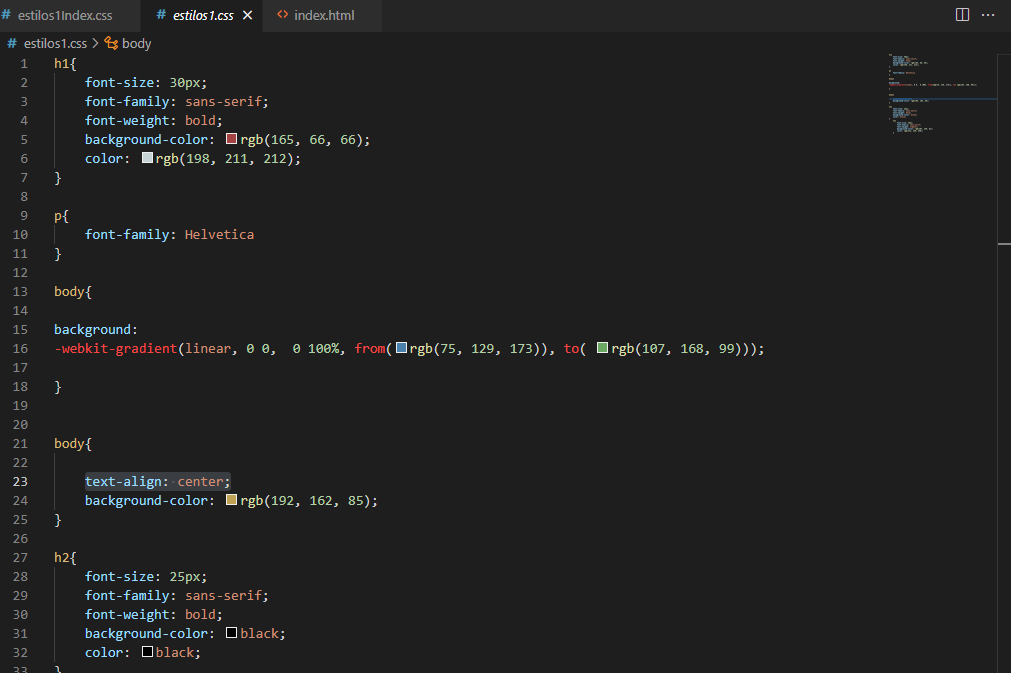 # estilos1Index.css # estilos1.css × <> index.html ...
# estilos1.css > body
1 h1{
2 font-size: 30px;
3 font-family: sans-serif;
4 font-weight: bold;
5 background-color: rgb(165, 66, 66);
6 color: rgb(198, 211, 212);
7 }
8
9 p{
10 font-family: Helvetica
11 }
12
13 body{
14
15 background:
16 -webkit-gradient(linear, 0 0,  0 100%, from( rgb(75, 129, 173)), to( rgb(107, 168, 99)));
17
18 }
19
20
21 body{
22
23 text-align: center;
24 background-color: rgb(192, 162, 85);
25 }
26
27 h2{
28 font-size: 25px;
29 font-family: sans-serif;
30 font-weight: bold;
31 background-color: black;
32 color: black;
33 }